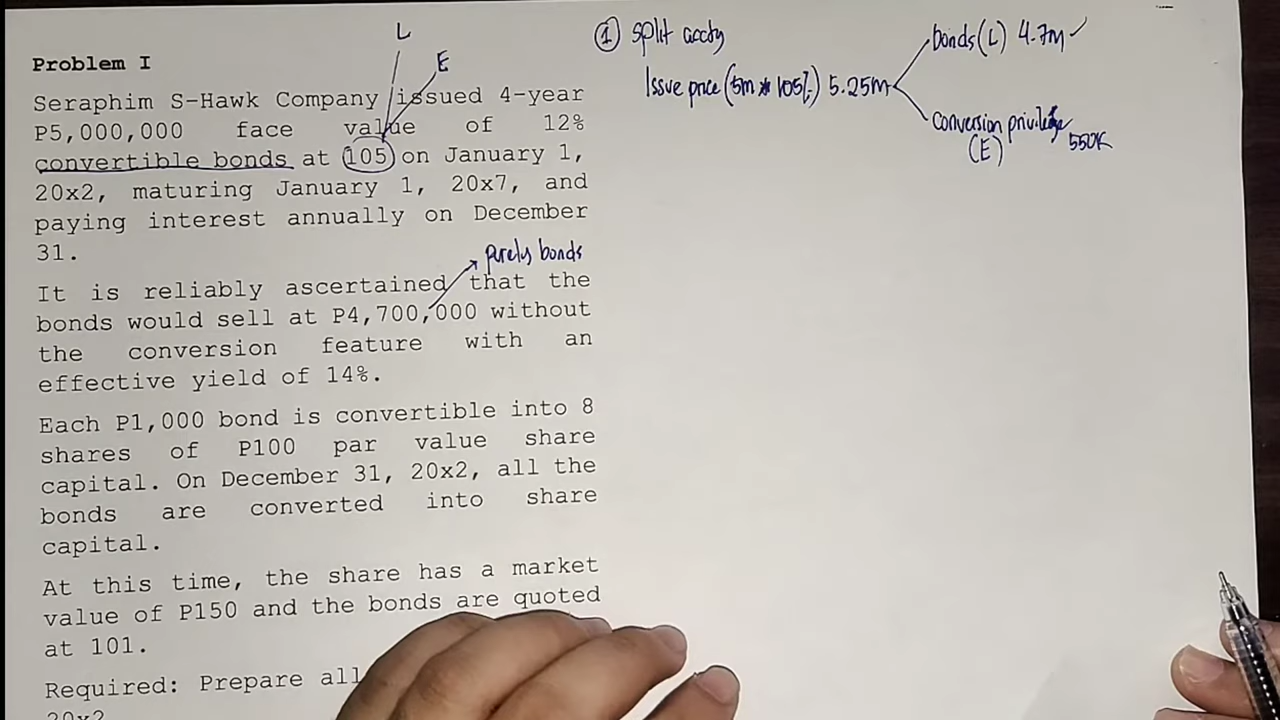 Problem I
Seraphim S-Hawk Company issued 4-year
P5,000,000 face value of 12%
convertible bonds at 105 on January 1,
20x2, maturing January 1, 20x7, and
paying interest annually on December
31.
It is reliably ascertained that the
bonds would sell at P4,700,000 without
the conversion feature with an
effective yield of 14%.
Each P1,000 bond is convertible into 8
shares of P100 par value share
capital. On December 31, 20x2, all the
bonds are converted into share
capital.
At this time, the share has a market
value of P150 and the bonds are quoted
at 101.
Required: Prepare all
20x2
L
E
purely bonds
① Split acctg
Issue price (5m * 105%) 5.25m
bonds (L) 4.7m ✓
conversion privilege
(E) 550K